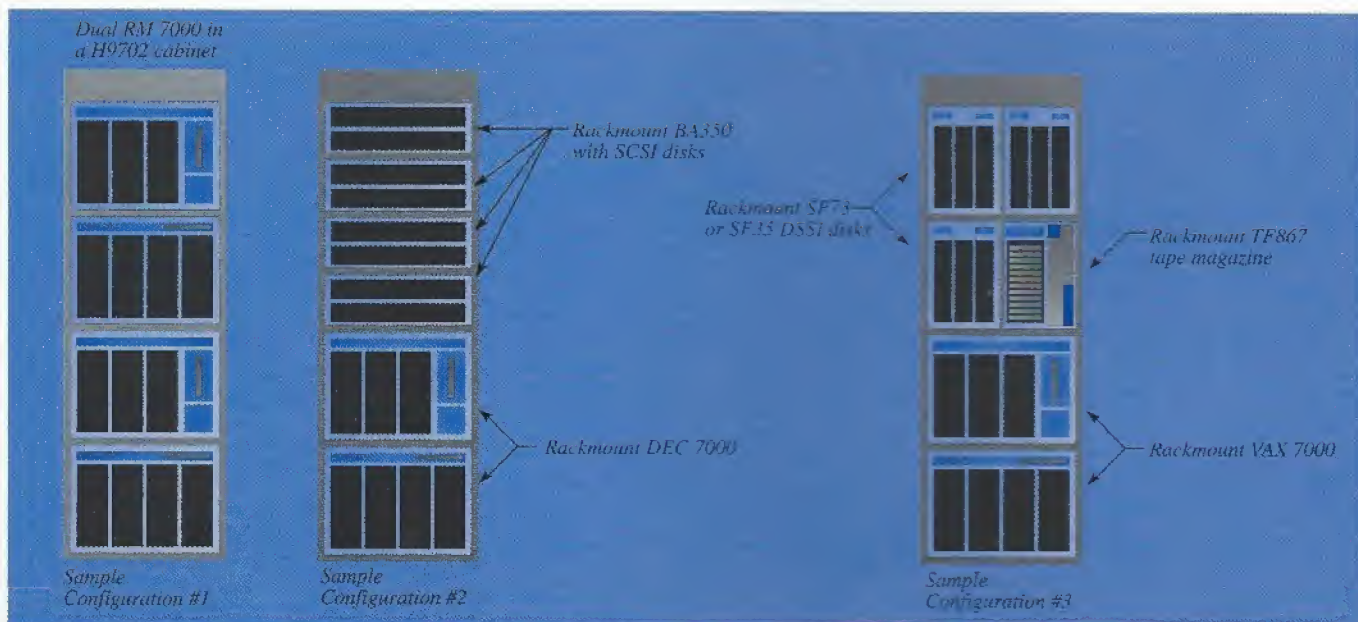 Dual RM 7000 in
a H9702 cabinet
Rackmount BA350
with SCSI disks
Rackmount SF73
or SF35 DSSI disks
Rackmount TF867
tape magazine
Rackmount DEC 7000
Rackmount VAX 7000
Sample
Configuration #1
Sample
Configuration #2
Sample
Configuration #3